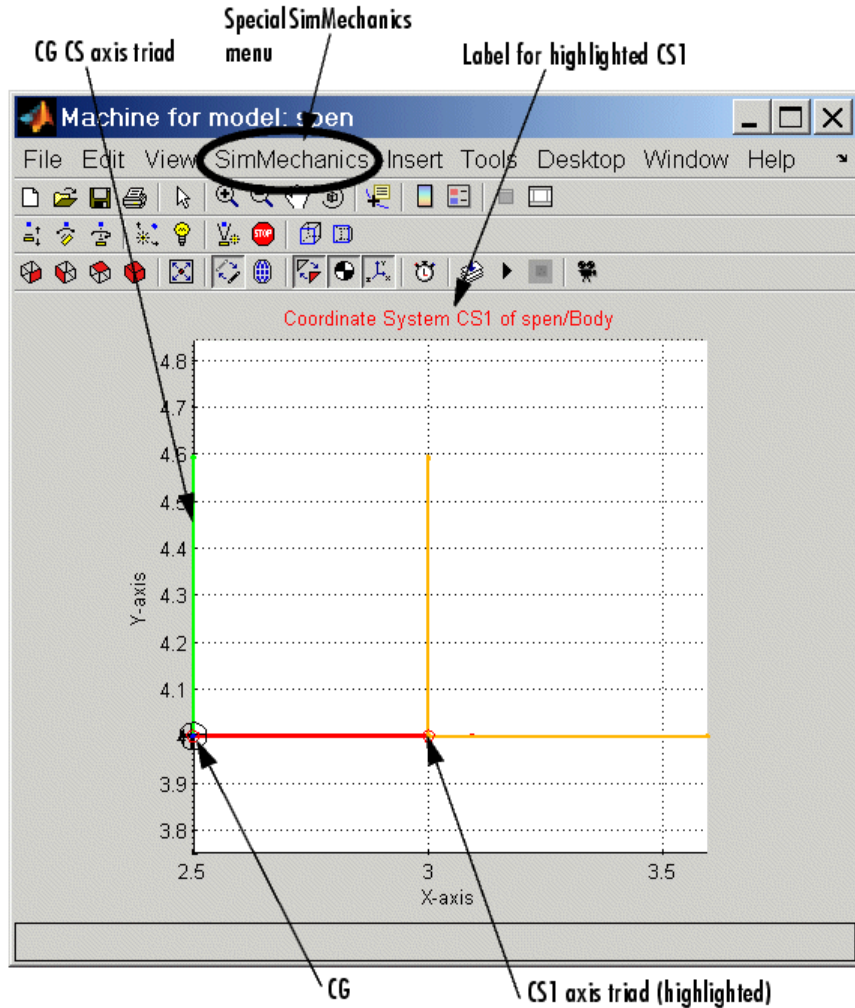 Special SimMechanics
menu
CG CS axis triad
Label for highlighted CS1
Machine for model: spen
File Edit View SimMechanics Insert Tools Desktop Window Help
STOP
Coordinate System CS1 of spen/Body
4.8
4.7
4.6
4.5
4.4
4.3
4.2
4.1
4
3.9
3.8
Y-axis
2.5 3 3.5
X-axis
CG
CS1 axis triad (highlighted)